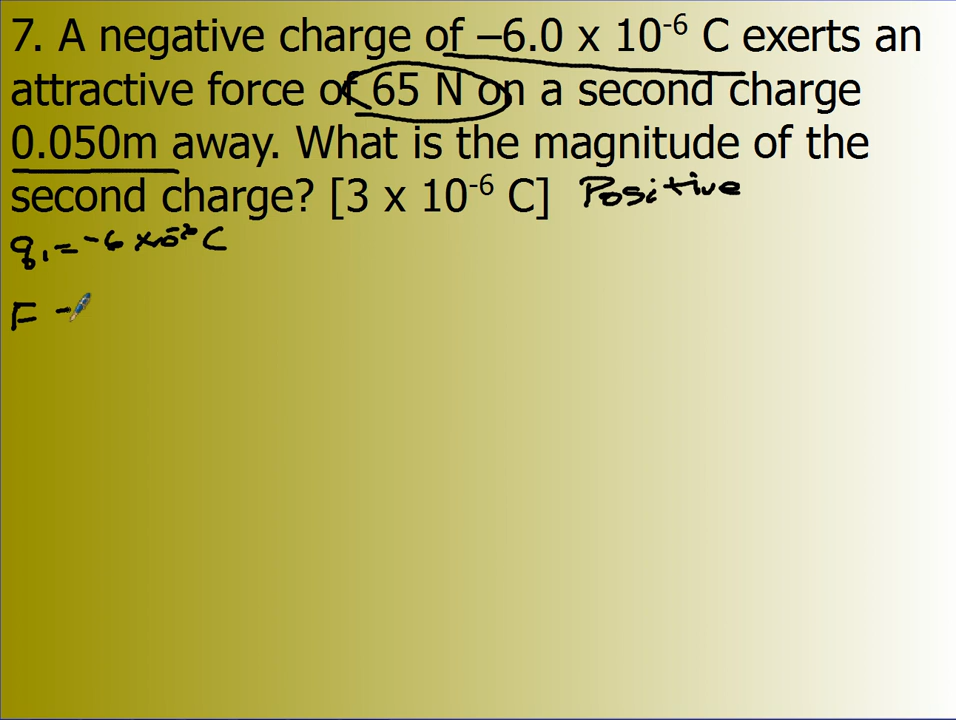 7. A negative charge of –6.0 x 10⁻⁶ C exerts an
attractive force of 65 N on a second charge
0.050m away. What is the magnitude of the
second charge? [3 x 10⁻⁶ C] Positive
q₁ = -6 x10⁻⁶ C
F =